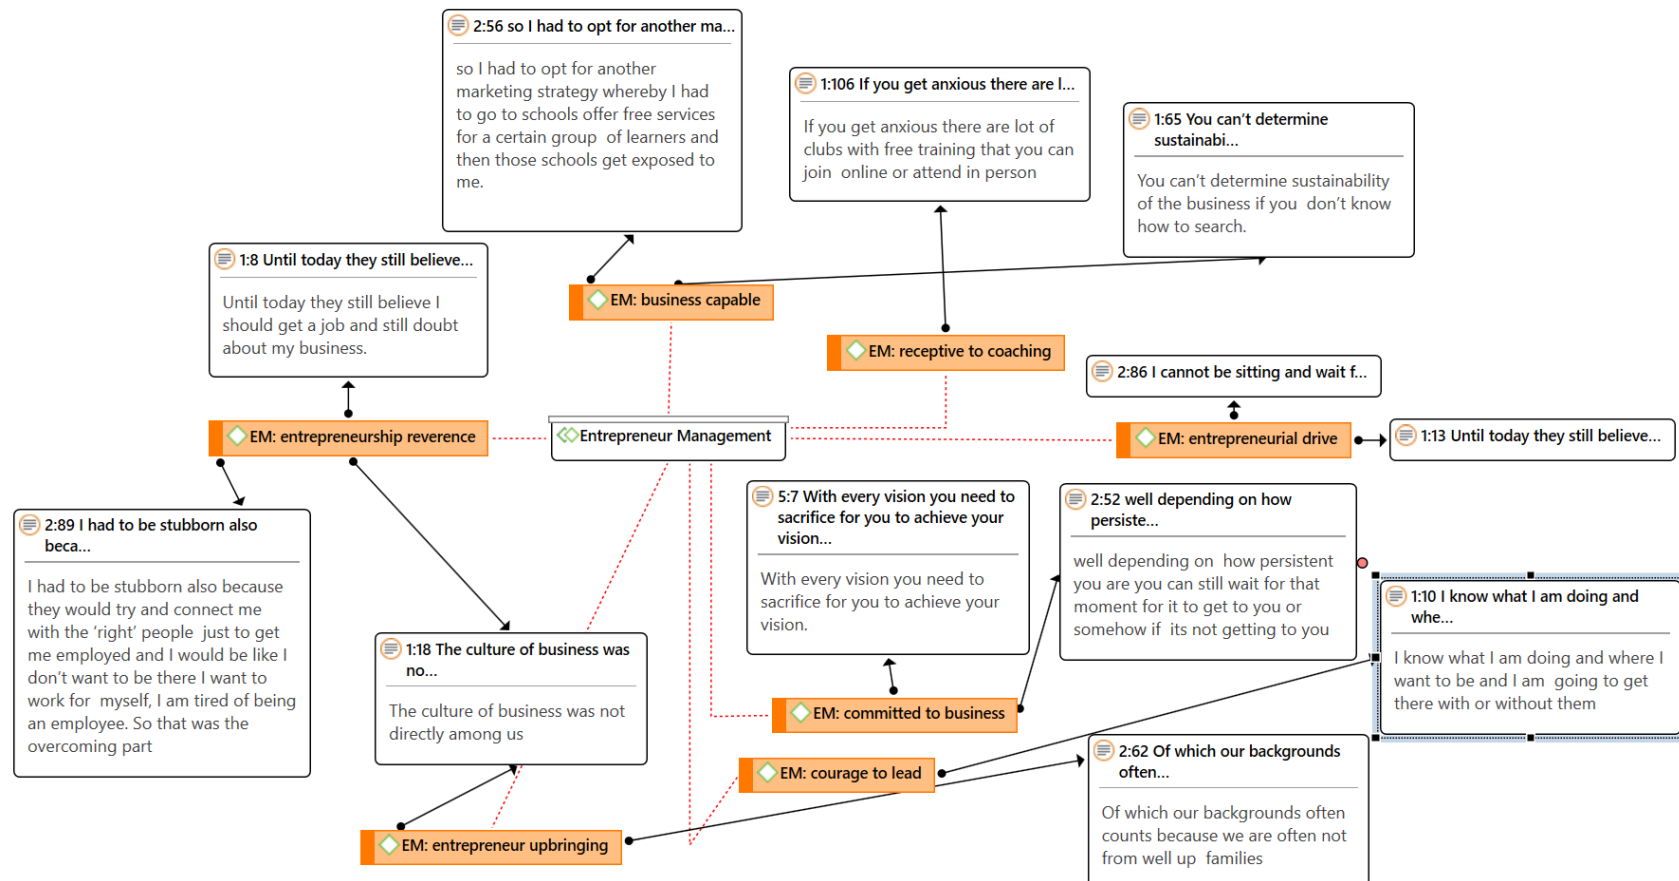 2:56 so I had to opt for another ma...
so I had to opt for another
marketing strategy whereby I had
to go to schools offer free services
for a certain group of learners and
then those schools get exposed to
me.
1:106 If you get anxious there are l...
If you get anxious there are lot of
clubs with free training that you can
join online or attend in person
1:65 You can't determine
sustainabi...
You can't determine sustainability
of the business if you don't know
how to search.
1:8 Until today they still believe...
Until today they still believe I
should get a job and still doubt
about my business.
EM: business capable
EM: receptive to coaching
2:86 I cannot be sitting and wait f...
EM: entrepreneurship reverence
Entrepreneur Management
EM: entrepreneurial drive
1:13 Until today they still believe...
2:89 I had to be stubborn also
beca...
I had to be stubborn also because
they would try and connect me
with the ‘right’ people just to get
me employed and I would be like I
don't want to be there I want to
work for myself, I am tired of being
an employee. So that was the
overcoming part
5:7 With every vision you need to
sacrifice for you to achieve your
vision...
With every vision you need to
sacrifice for you to achieve your
vision.
2:52 well depending on how
persiste...
well depending on how persistent
you are you can still wait for that
moment for it to get to you or
somehow if its not getting to you
1:10 I know what I am doing and
whe...
I know what I am doing and where I
want to be and I am going to get
there with or without them
1:18 The culture of business was
no...
The culture of business was not
directly among us
EM: committed to business
EM: courage to lead
2:62 Of which our backgrounds
often...
Of which our backgrounds often
counts because we are often not
from well up families
EM: entrepreneur upbringing